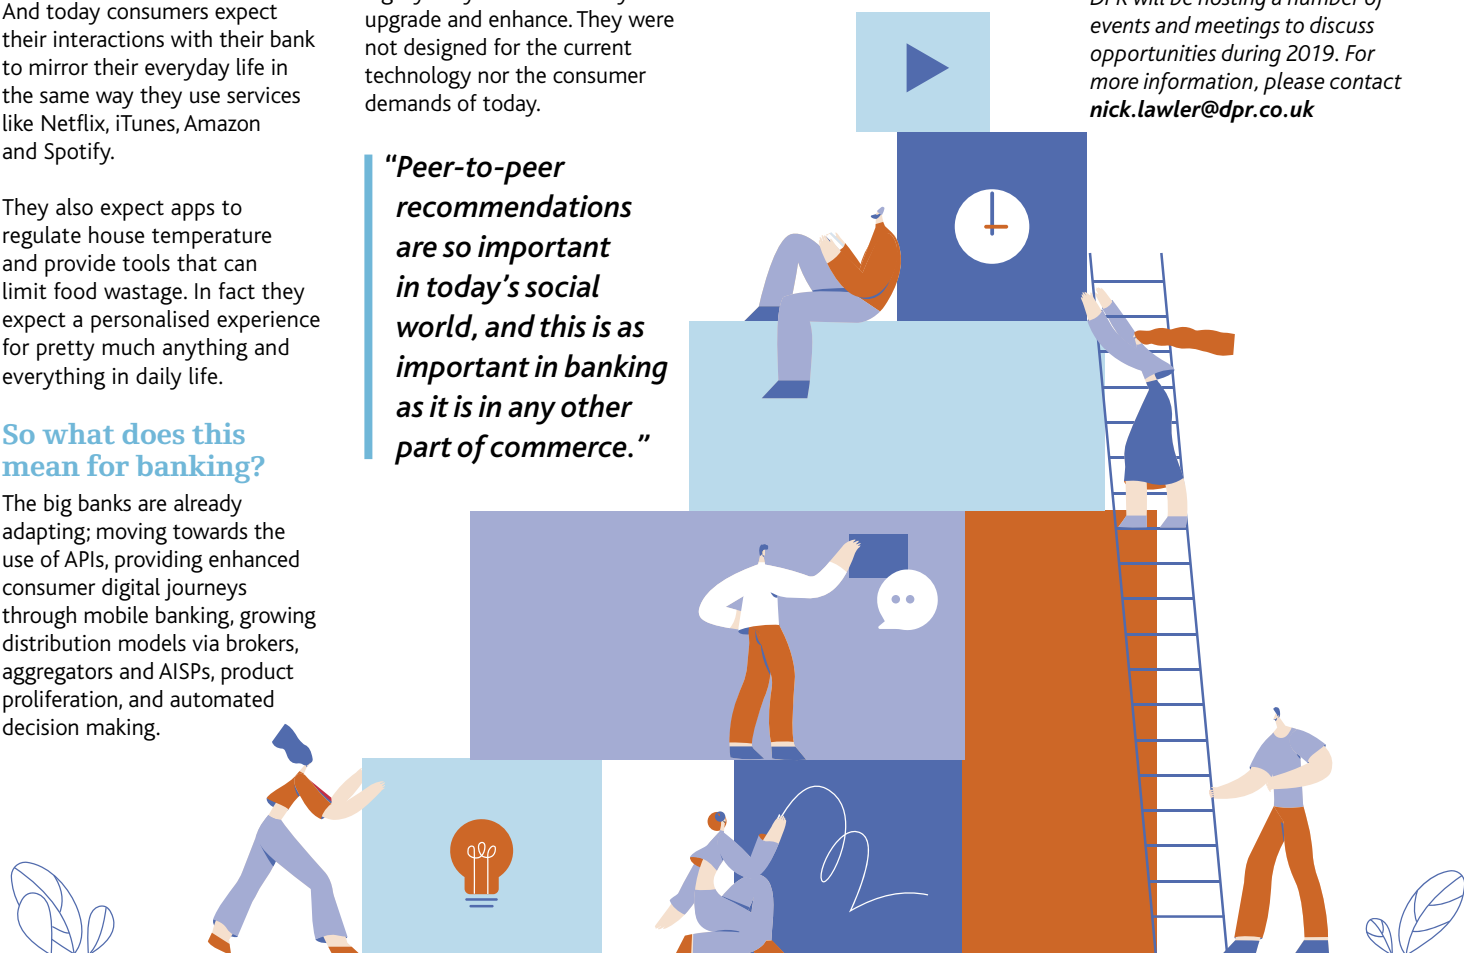 And today consumers expect
their interactions with their bank
to mirror their everyday life in
the same way they use services
like Netflix, iTunes, Amazon
and Spotify.
They also expect apps to
regulate house temperature
and provide tools that can
limit food wastage. In fact they
expect a personalised experience
for pretty much anything and
everything in daily life.
So what does this
mean for banking?
The big banks are already
adapting; moving towards the
use of APIs, providing enhanced
consumer digital journeys
through mobile banking, growing
distribution models via brokers,
aggregators and AISPs, product
proliferation, and automated
decision making.
upgrade and enhance. They were
not designed for the current
technology nor the consumer
demands of today.
“Peer-to-peer
recommendations
are so important
in today’s social
world, and this is as
important in banking
as it is in any other
part of commerce.”
DPR will be hosting a number of
events and meetings to discuss
opportunities during 2019. For
more information, please contact
nick.lawler@dpr.co.uk